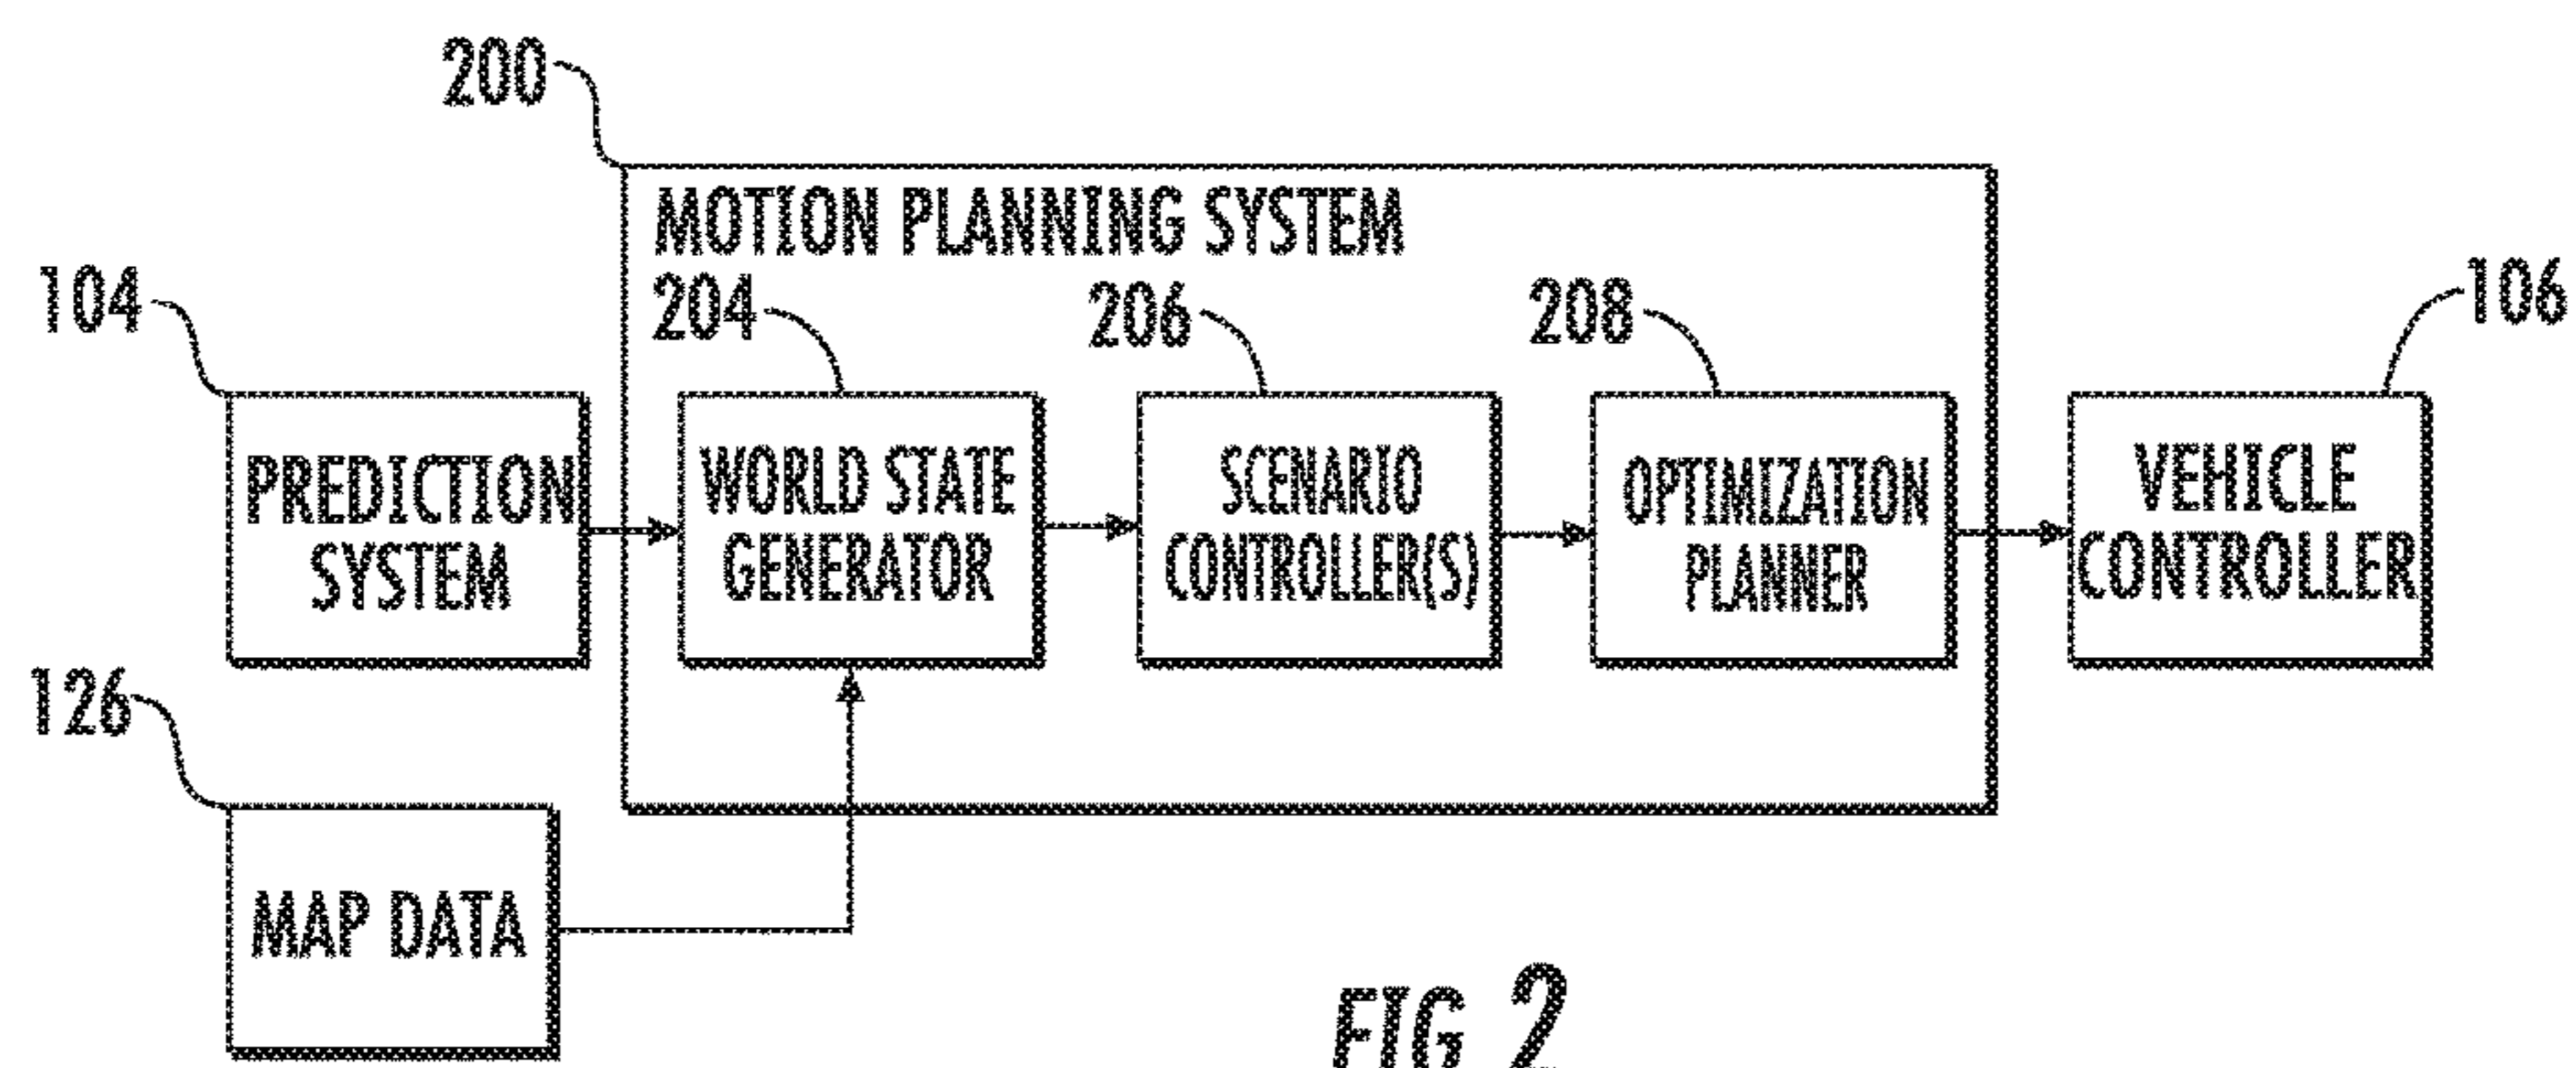 200
MOTION PLANNING SYSTEM
104
204
206
208
106
PREDICTION
SYSTEM
WORLD STATE
GENERATOR
SCENARIO
CONTROLLER(S)
OPTIMIZATION
PLANNER
VEHICLE
CONTROLLER
126
MAP DATA
FIG 2